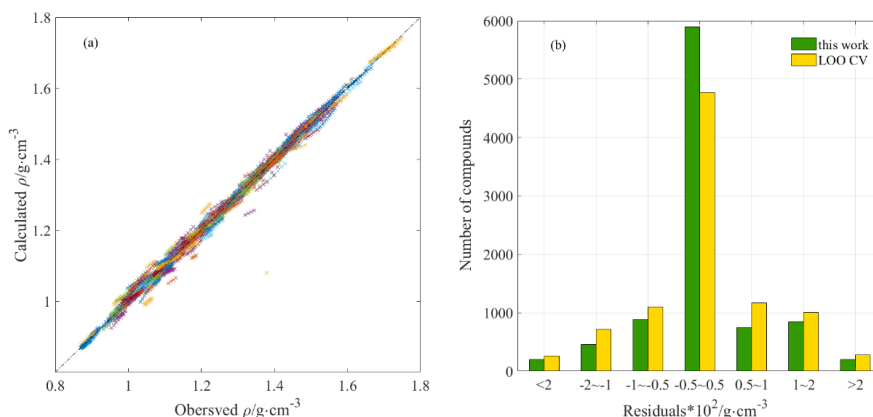 (a)
Calculated ρ/g·cm⁻³
1.8
1.6
1.4
1.2
1
0.8 1 1.2 1.4 1.6 1.8
Obersved ρ/g·cm⁻³
(b)
this work
LOO CV
Number of compounds
6000
5000
4000
3000
2000
1000
0
<2 -2~-1 -1~-0.5 -0.5~0.5 0.5~1 1~2 >2
Residuals*10²/g·cm⁻³